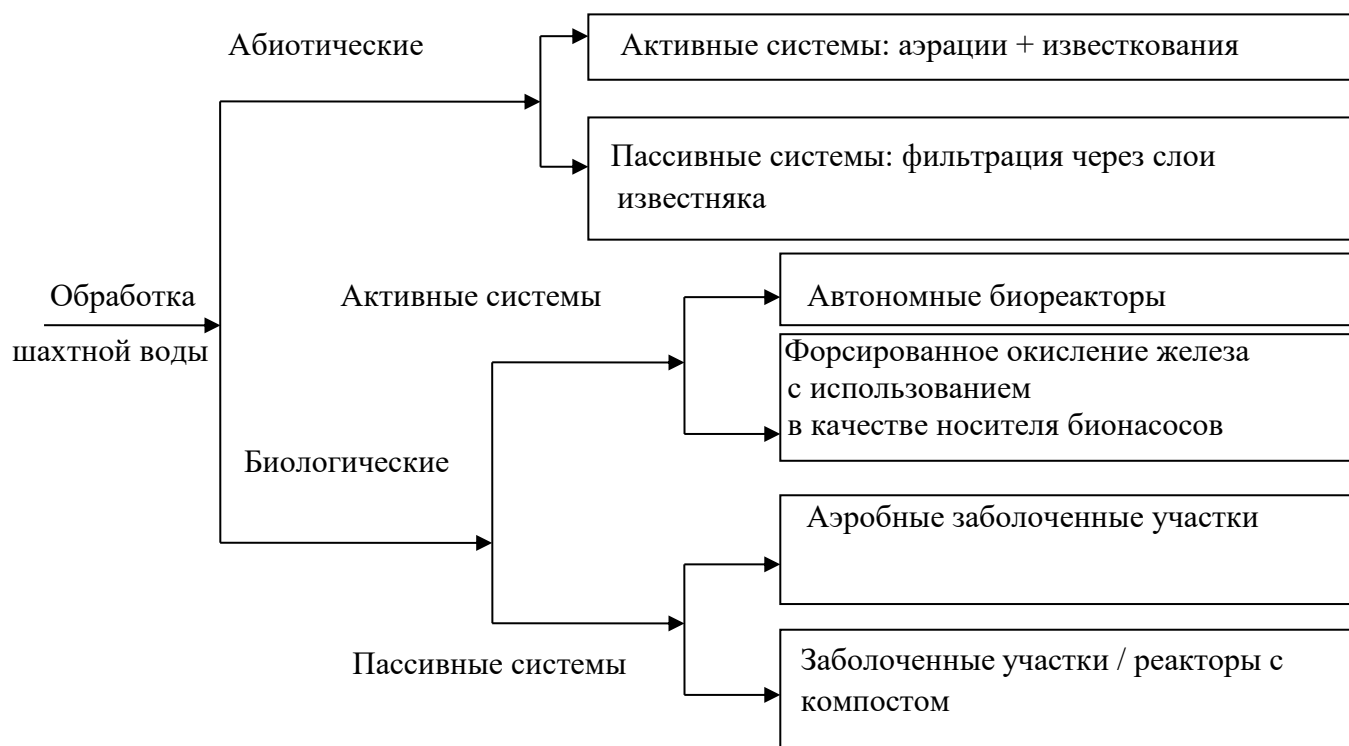 Абиотические
Активные системы: аэрации + известкования
Пассивные системы: фильтрация через слои
известняка
Обработка
шахтной воды
Активные системы
Автономные биореакторы
Форсированное окисление железа
с использованием
в качестве носителя бионасосов
Биологические
Аэробные заболоченные участки
Пассивные системы
Заболоченные участки / реакторы с
компостом